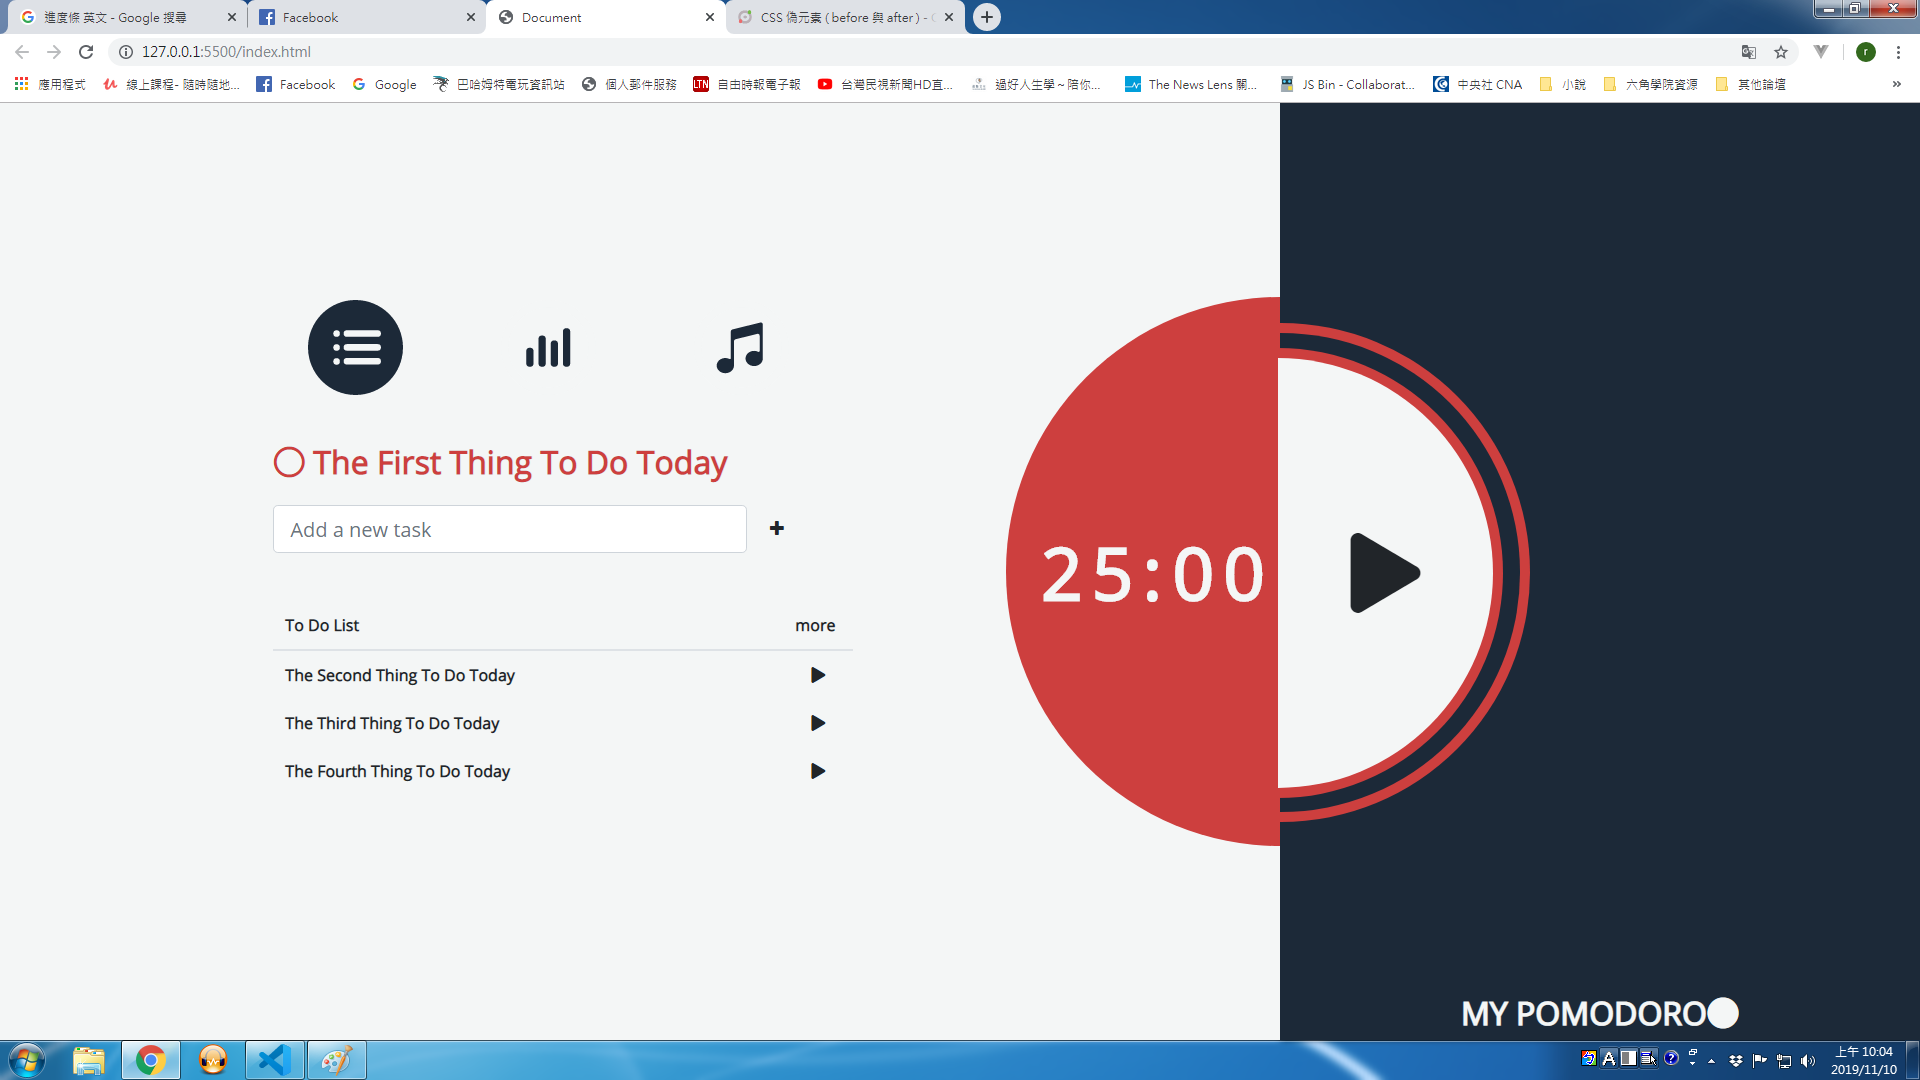 進度條 英文 - Google 搜尋
Facebook
Document
CSS 偽元素 ( before 與 after ) -
127.0.0.1:5500/index.html
r
應用程式
線上課程- 隨時隨地...
Facebook
Google
巴哈姆特電玩資訊站
個人郵件服務
LTN 自由時報電子報
台灣民視新聞HD直...
過好人生學～陪你...
The News Lens 關...
JS Bin - Collaborat...
中央社 CNA
小說
六角學院資源
其他論壇
The First Thing To Do Today
Add a new task
To Do List more
The Second Thing To Do Today
The Third Thing To Do Today
The Fourth Thing To Do Today
25:00
MY POMODORO
A
上午 10:04
2019/11/10